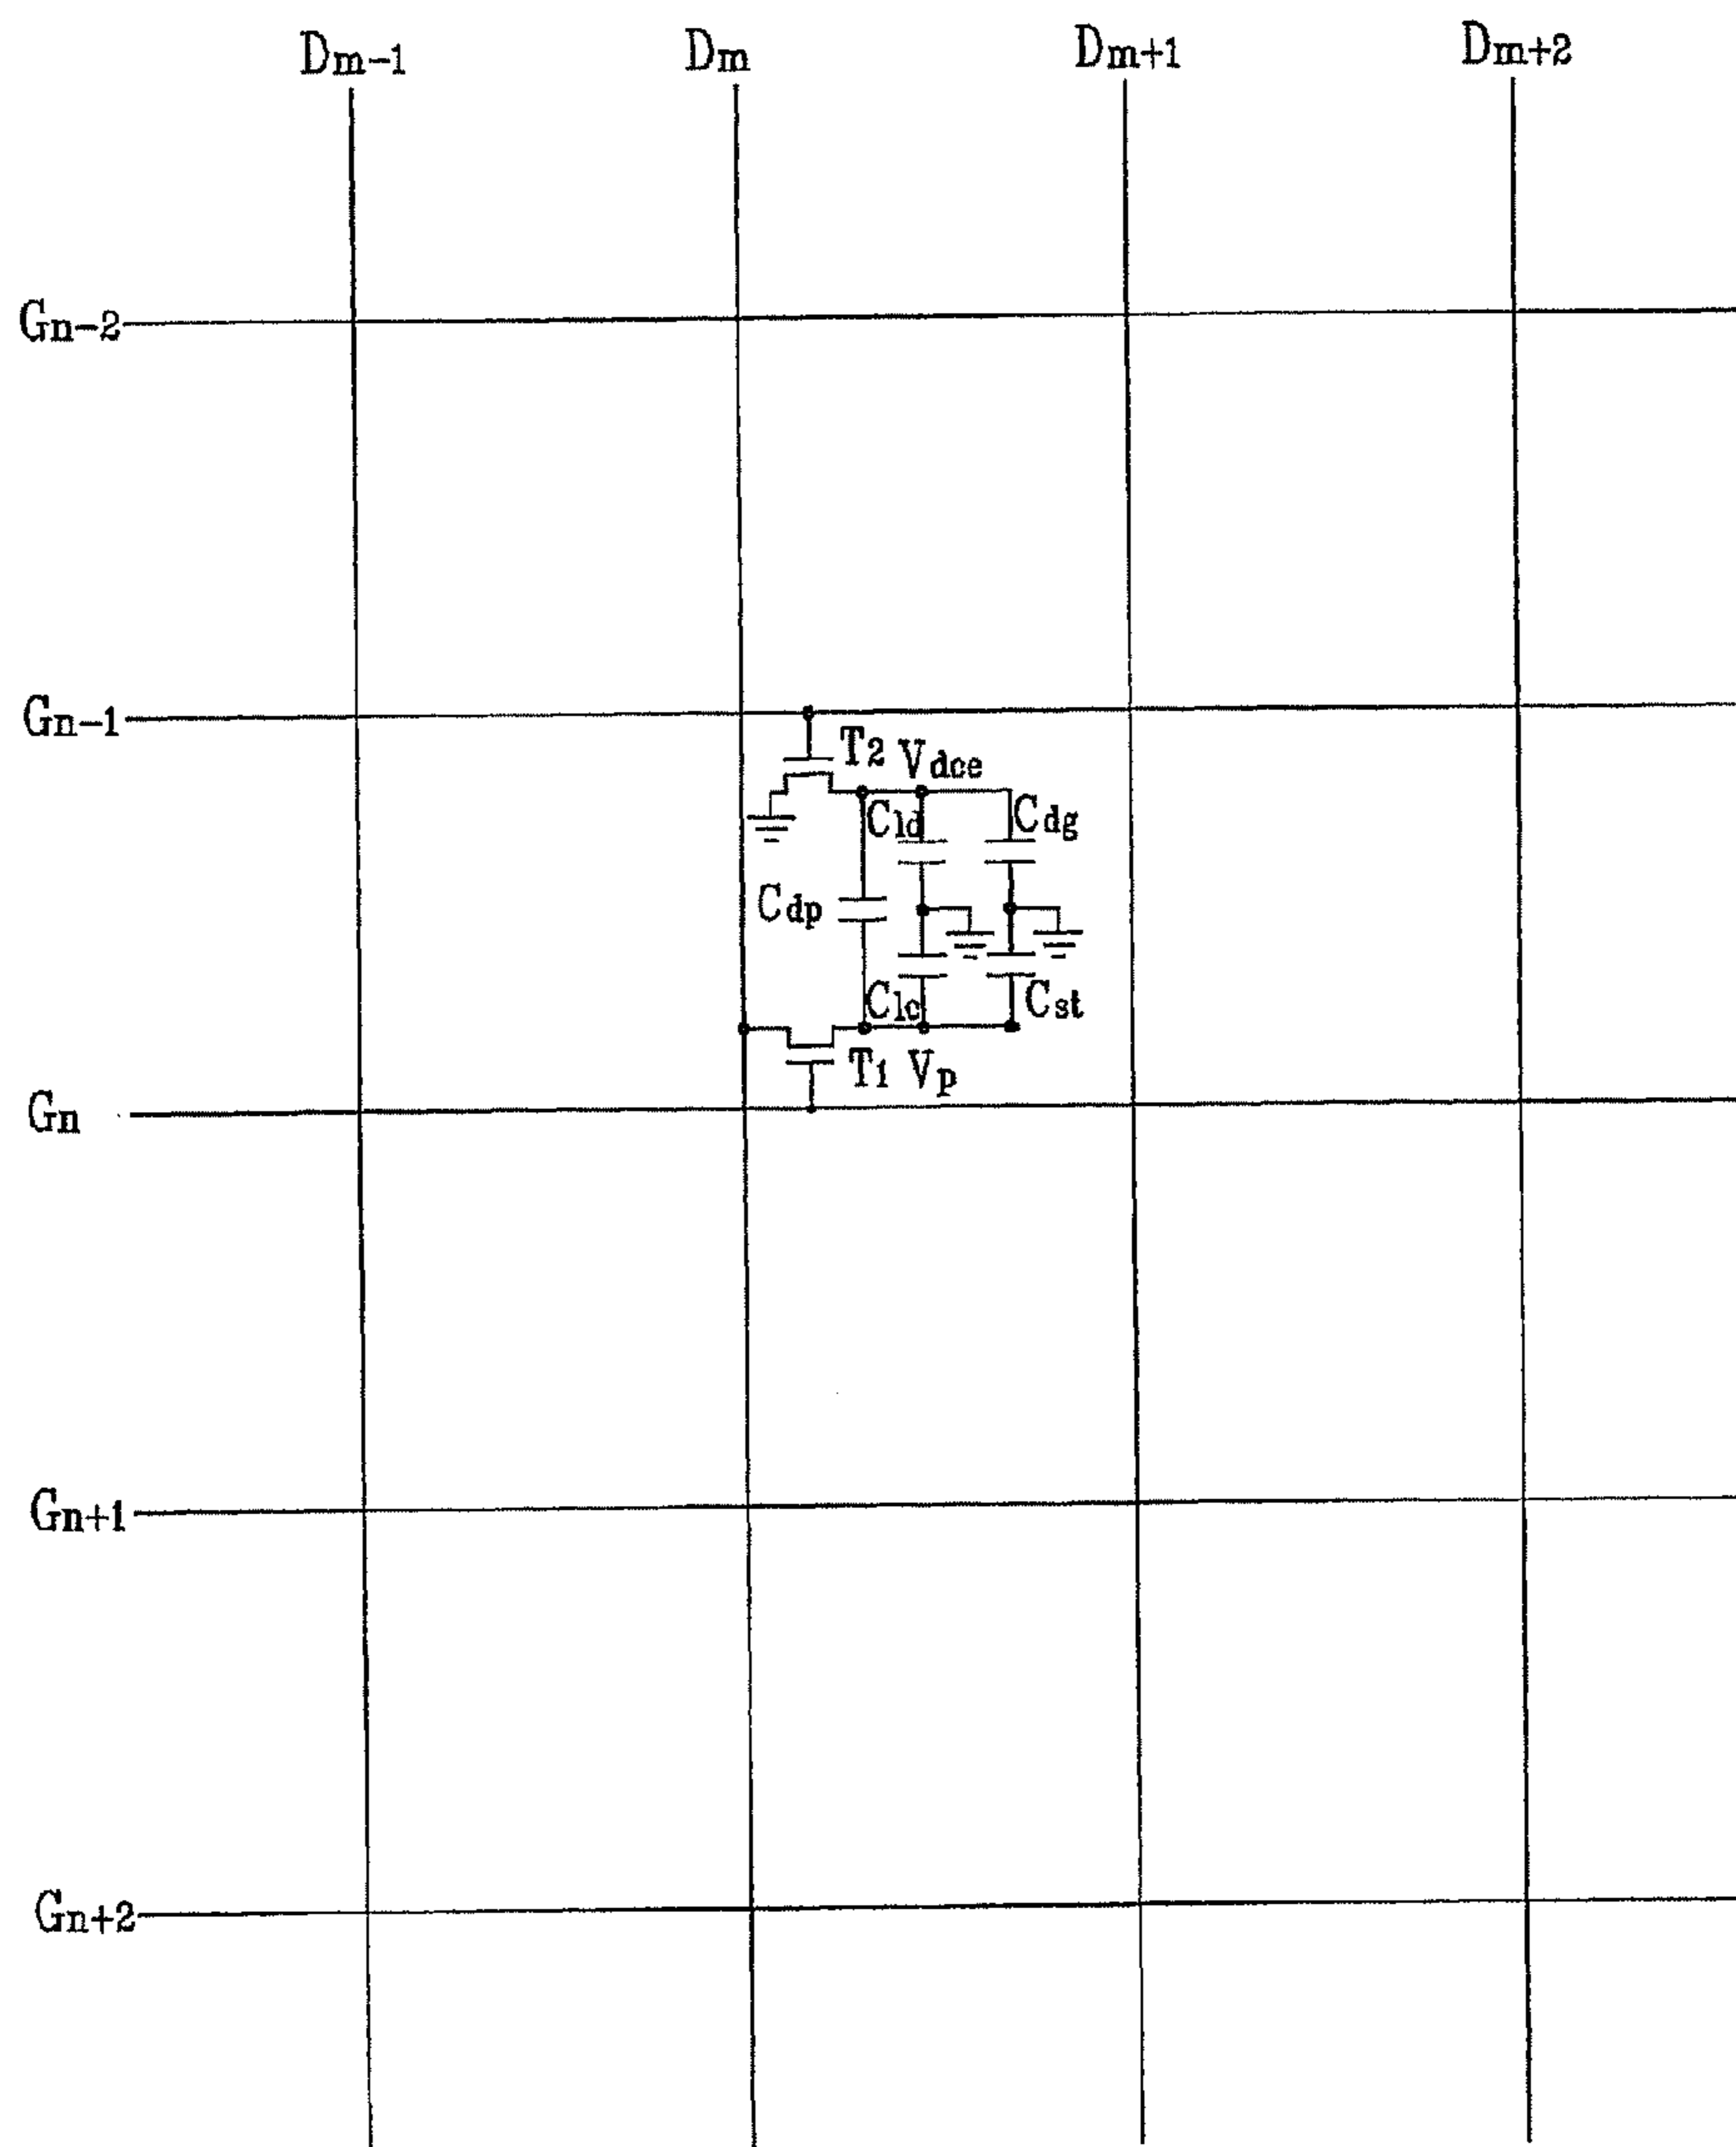 Dm-1 Dm Dm+1 Dm+2
Gn-2
Gn-1
T2 Vdce
Cld Cdg
Cdp
Clc Cst
T1 Vp
Gn
Gn+1
Gn+2